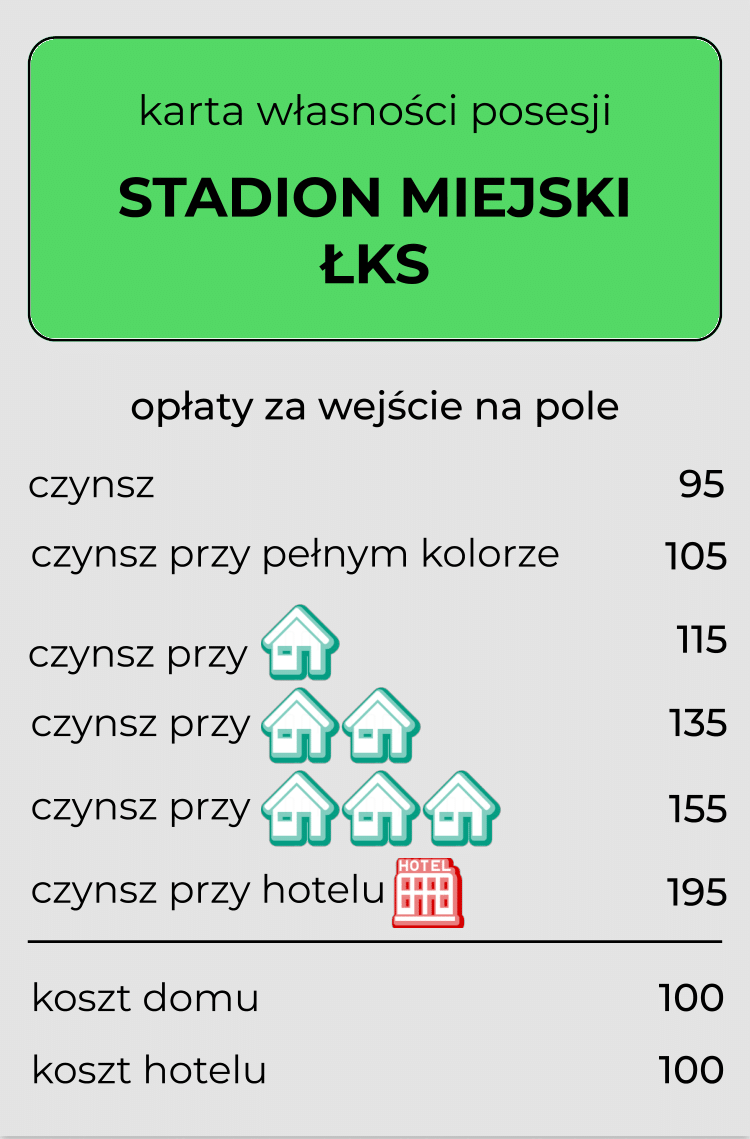 karta własności posesji
STADION MIEJSKI
ŁKS
opłaty za wejście na pole
czynsz 95
czynsz przy pełnym kolorze 105
czynsz przy 115
czynsz przy 135
czynsz przy 155
czynsz przy hotelu HOTEL 195
koszt domu 100
koszt hotelu 100